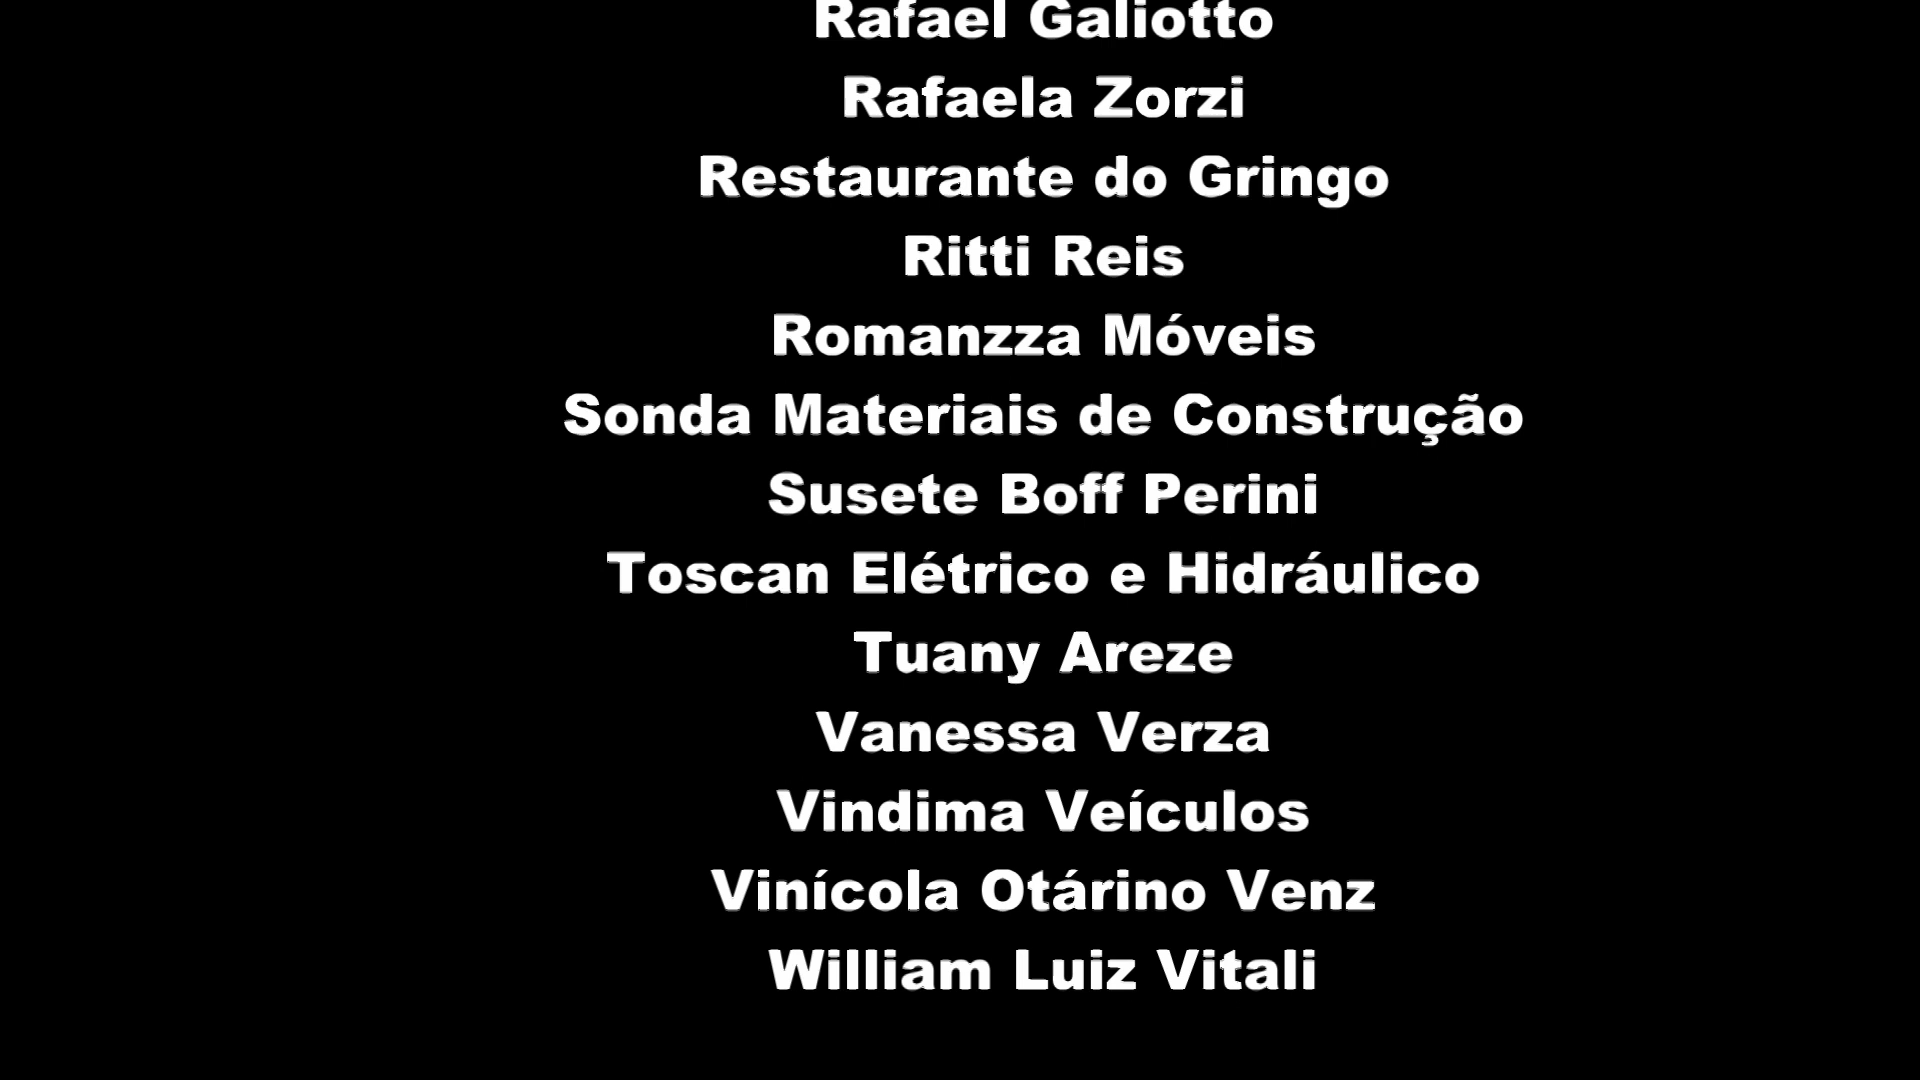 Rafael Galiotto
Rafaela Zorzi
Restaurante do Gringo
Ritti Reis
Romanzza Móveis
Sonda Materiais de Construção
Susete Boff Perini
Toscan Elétrico e Hidráulico
Tuany Areze
Vanessa Verza
Vindima Veículos
Vinícola Otárino Venz
William Luiz Vitali